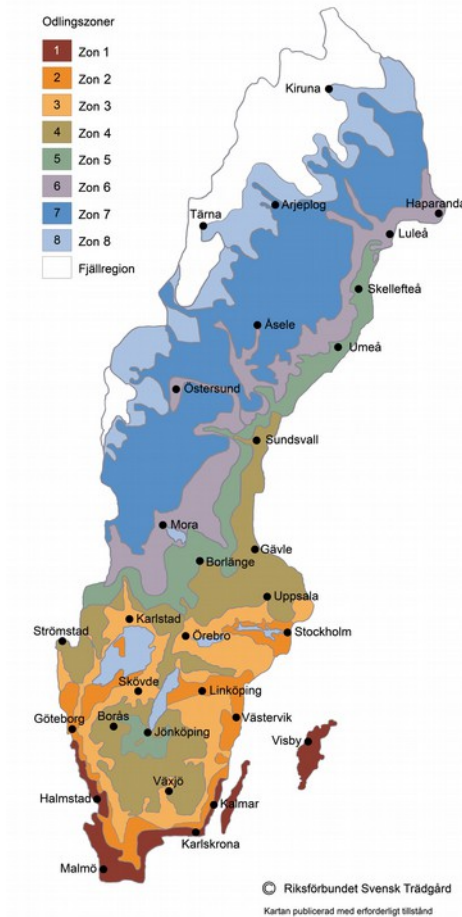 Odlingszoner
1 Zon 1
2 Zon 2
3 Zon 3
4 Zon 4
5 Zon 5
6 Zon 6
7 Zon 7
8 Zon 8
Fjällregion
Kiruna
Arjeplog
Haparanda
Tärna
Luleå
Skellefteå
Åsele
Umeå
Östersund
Sundsvall
Mora
Gävle
Borlänge
Uppsala
Karlstad
Strömstad
Örebro
Stockholm
Skövde
Linköping
Göteborg
Borås
Västervik
Jönköping
Visby
Växjö
Halmstad
Kalmar
Karlskrona
Malmö
© Riksförbundet Svensk Trädgård
Kartan publicerad med erforderligt tillstånd